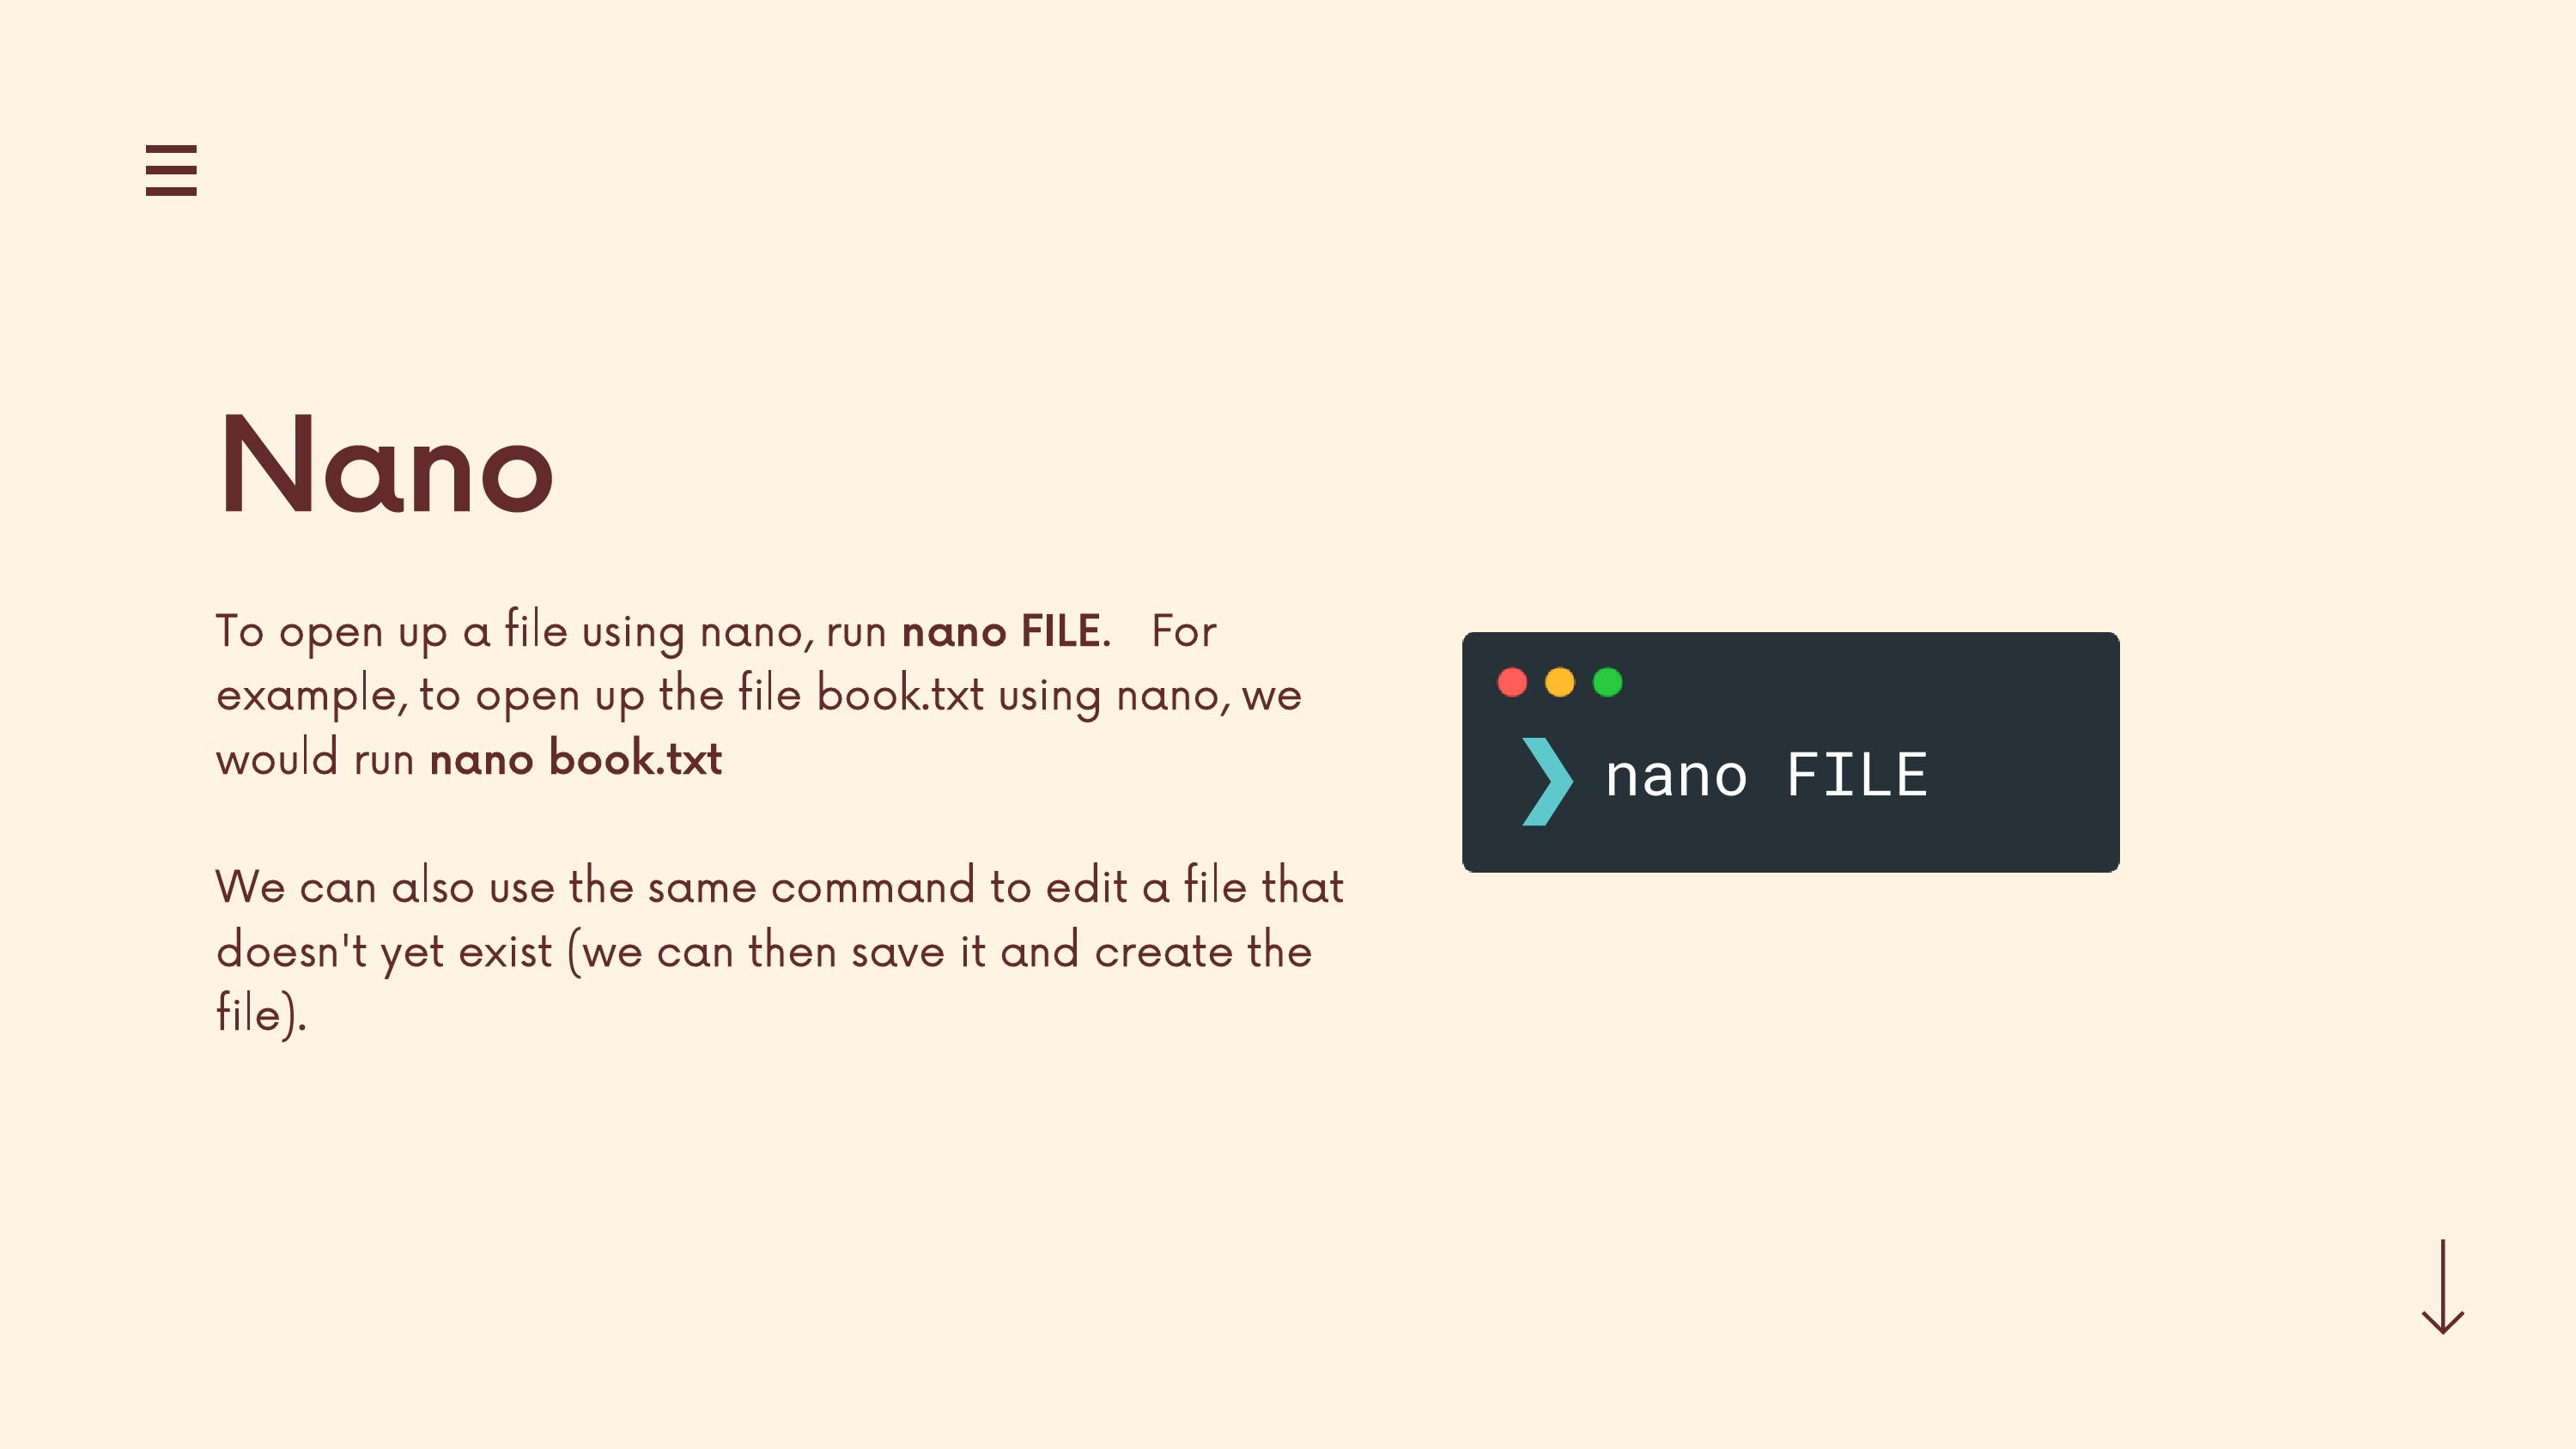 Nano
To open up a file using nano, run nano FILE.   For
example, to open up the file book.txt using nano, we
would run nano book.txt
We can also use the same command to edit a file that
doesn't yet exist (we can then save it and create the
file).
❯ nano FILE